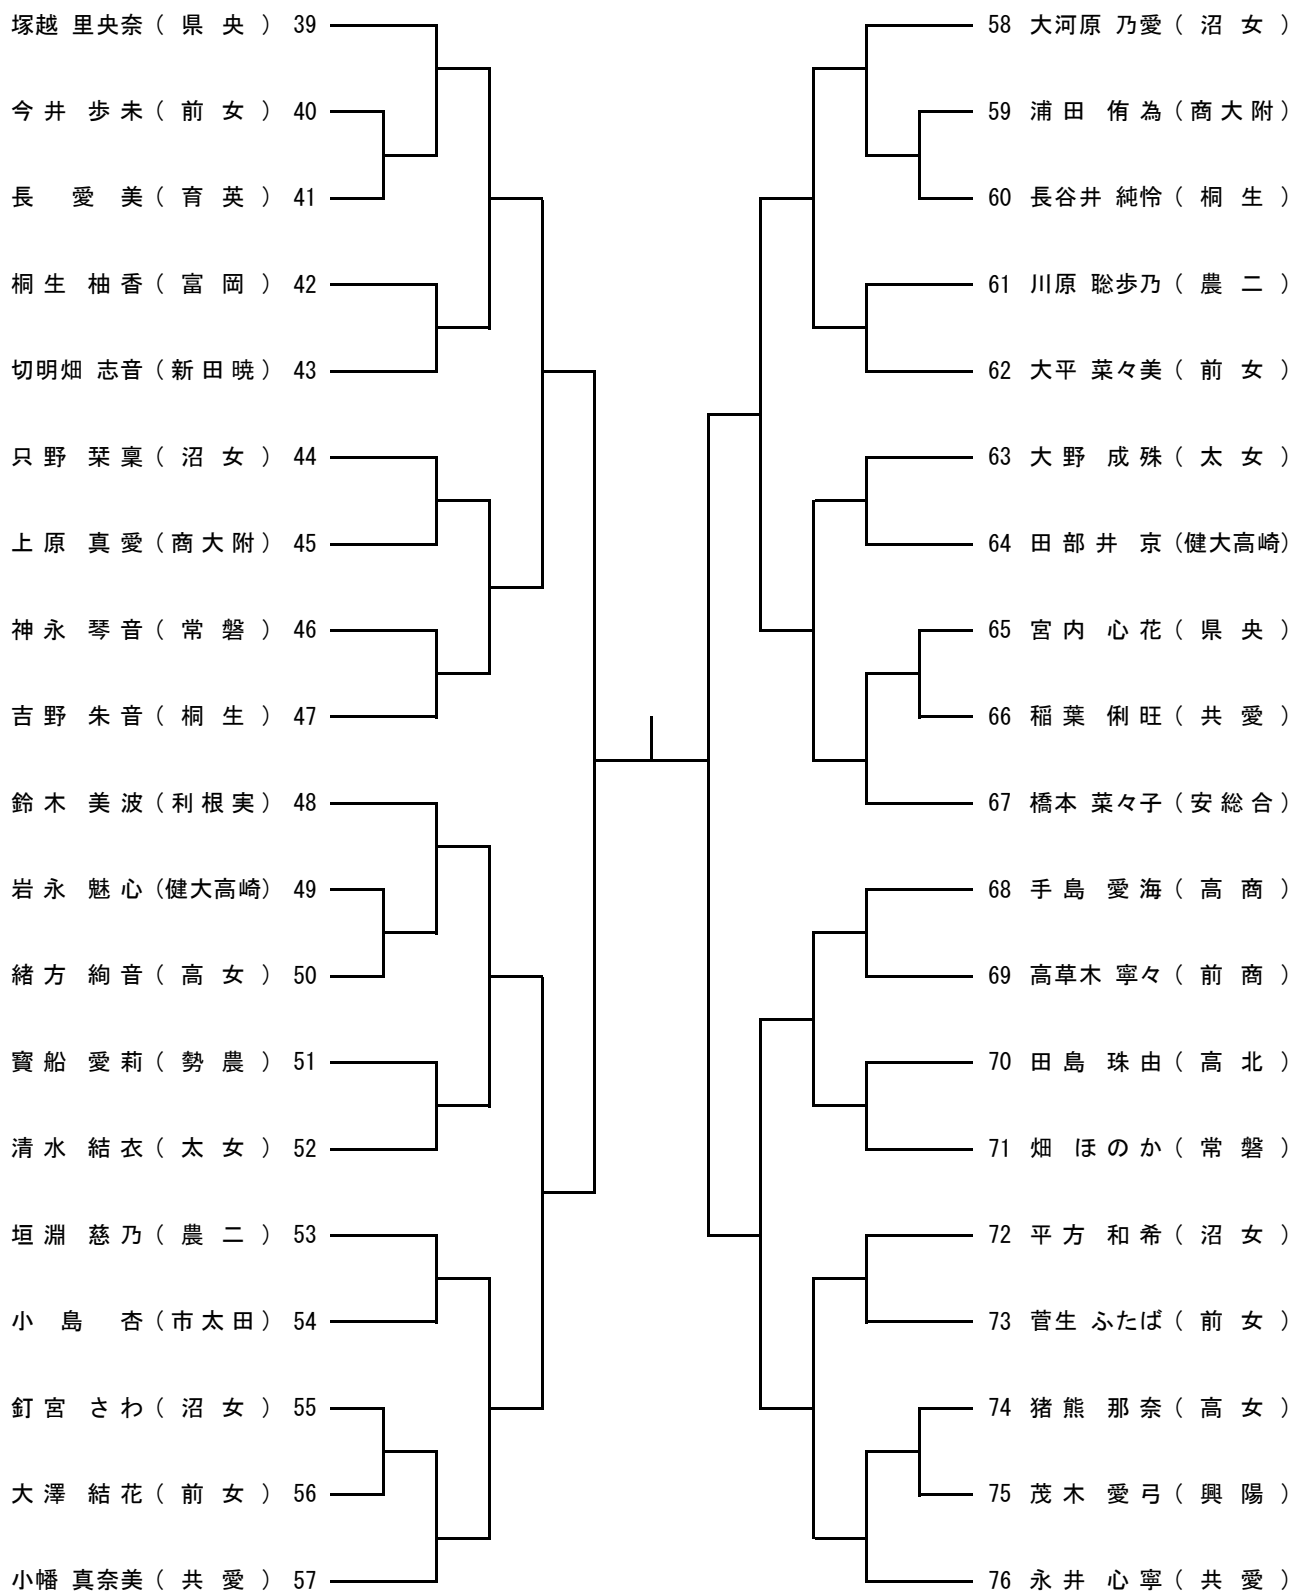 塚越 里央奈 ( 県 央 ) 39
今井 歩未 ( 前 女 ) 40
長 愛美 ( 育 英 ) 41
桐生 柚香 ( 富 岡 ) 42
切明畑 志音 ( 新田暁 ) 43
只野 栞稟 ( 沼 女 ) 44
上原 真愛 ( 商大附 ) 45
神永 琴音 ( 常 磐 ) 46
吉野 朱音 ( 桐 生 ) 47
鈴木 美波 ( 利根実 ) 48
岩永 魅心 (健大高崎) 49
緒方 絢音 ( 高 女 ) 50
寳船 愛莉 ( 勢 農 ) 51
清水 結衣 ( 太 女 ) 52
垣淵 慈乃 ( 農 二 ) 53
小島 杏 ( 市太田 ) 54
釘宮 さわ ( 沼 女 ) 55
大澤 結花 ( 前 女 ) 56
小幡 真奈美 ( 共 愛 ) 57
58 大河原 乃愛 ( 沼 女 )
59 浦田 侑為 ( 商大附 )
60 長谷井 純怜 ( 桐 生 )
61 川原 聡歩乃 ( 農 二 )
62 大平 菜々美 ( 前 女 )
63 大野 成殊 ( 太 女 )
64 田部井 京 (健大高崎)
65 宮内 心花 ( 県 央 )
66 稲葉 俐旺 ( 共 愛 )
67 橋本 菜々子 ( 安総合 )
68 手島 愛海 ( 高 商 )
69 高草木 寧々 ( 前 商 )
70 田島 珠由 ( 高 北 )
71 畑 ほのか ( 常 磐 )
72 平方 和希 ( 沼 女 )
73 菅生 ふたば ( 前 女 )
74 猪熊 那奈 ( 高 女 )
75 茂木 愛弓 ( 興 陽 )
76 永井 心寧 ( 共 愛 )